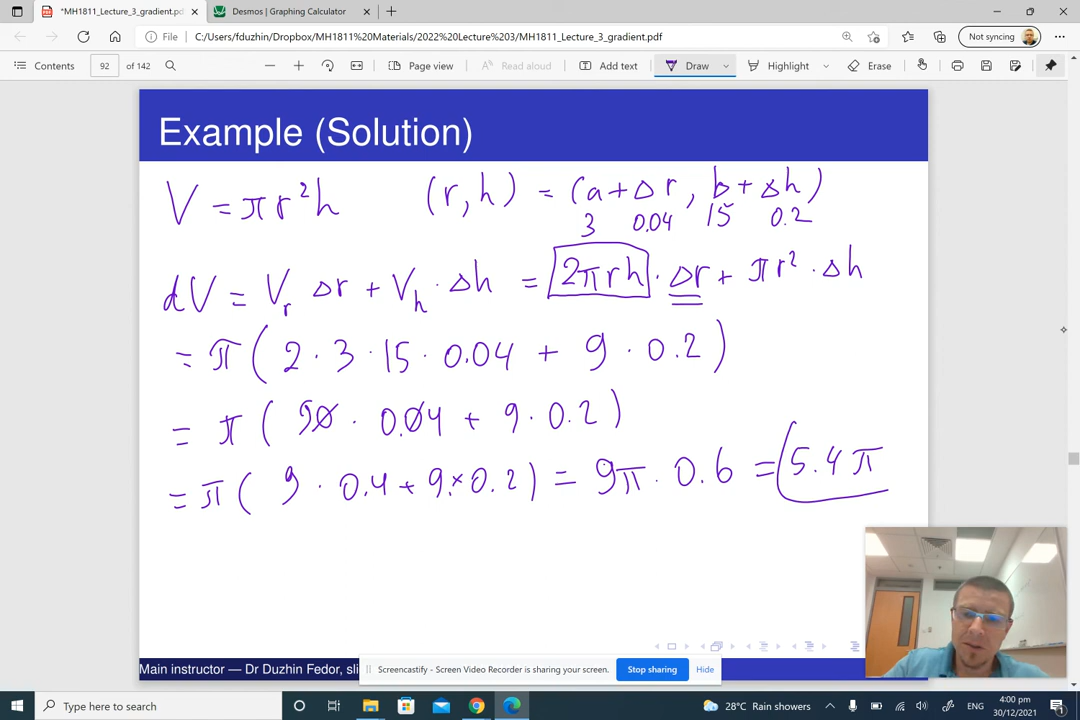 *MH1811_Lecture_3_gradient.pdf
Desmos | Graphing Calculator
File
C:/Users/fduzhin/Dropbox/MH1811%20Materials/2022%20Lecture%203/MH1811_Lecture_3_gradient.pdf
Not syncing
Contents 92 of 142
Page view
Read aloud
Add text
Draw
Highlight
Erase
Example (Solution)
V = πr²h (r, h) = (a + Δr, b + Δh)
3 0.04 15 0.2
dV = V_r Δr + V_h · Δh = 2πrh · Δr + πr² · Δh
= π( 2 · 3 · 15 · 0.04 + 9 · 0.2 )
= π ( 90 · 0.04 + 9 · 0.2 )
= π ( 9 · 0.4 + 9 × 0.2 ) = 9π · 0.6 = 5.4 π
Main instructor — Dr Duzhin Fedor, sli
Screencastify - Screen Video Recorder is sharing your screen.
Stop sharing
Hide
Type here to search
28°C Rain showers
ENG
4:00 pm
30/12/2021